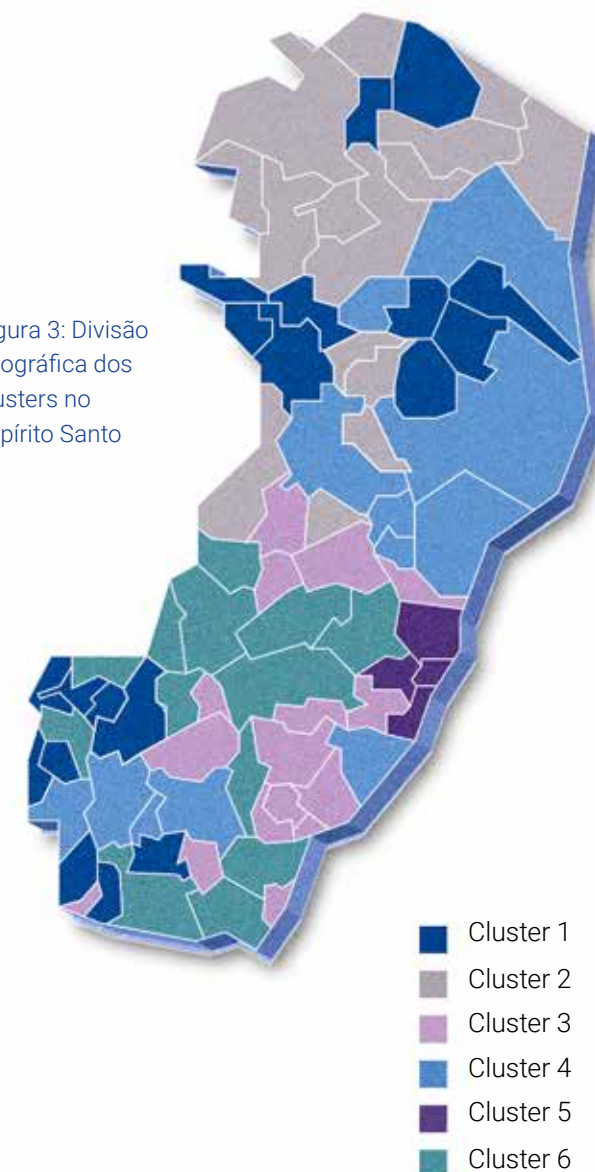 gura 3: Divisão
ográfica dos
usters no
pírito Santo
Cluster 1
Cluster 2
Cluster 3
Cluster 4
Cluster 5
Cluster 6